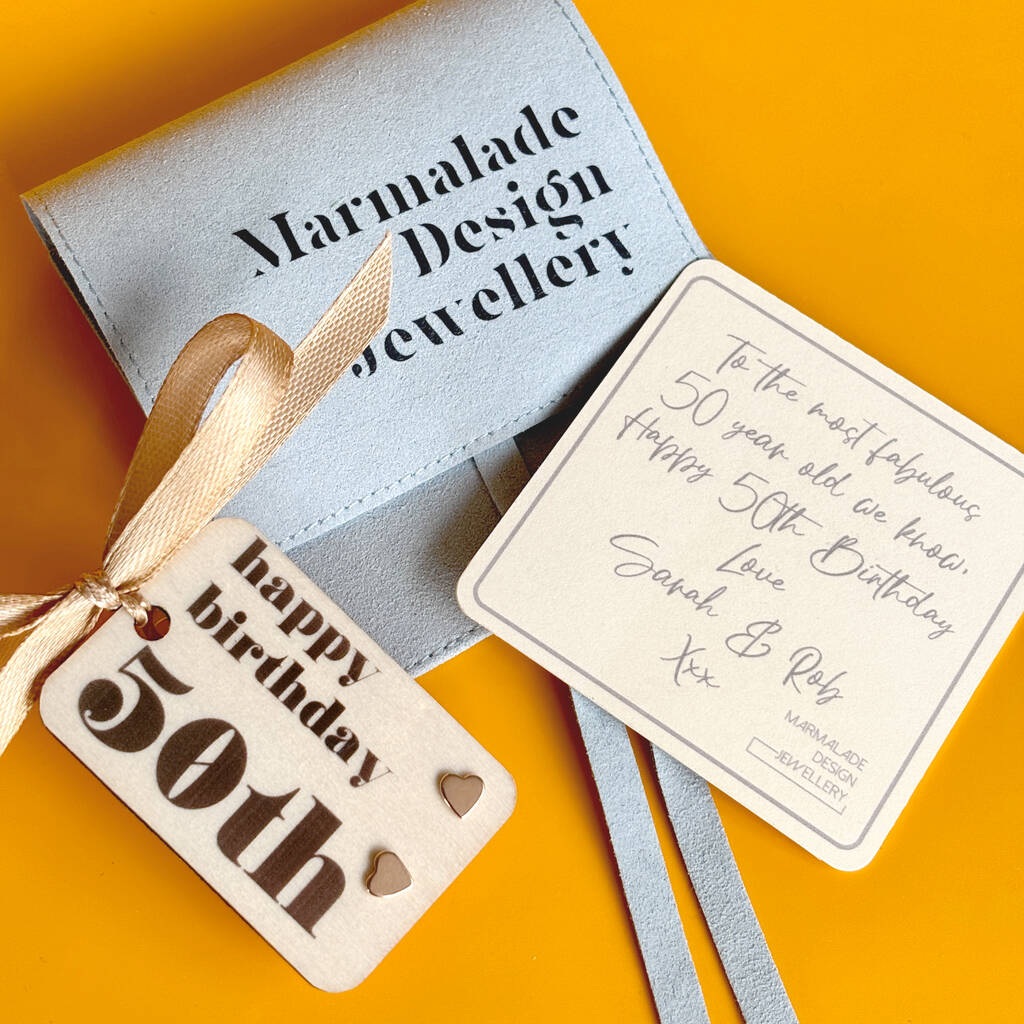 Marmalade
Design
Jewellery
To the most fabulous
50 year old we know,
Happy 50th Birthday
Love
Sarah & Rob
Xxx
MARMALADE
DESIGN
JEWELLERY
happy
birthday
50th